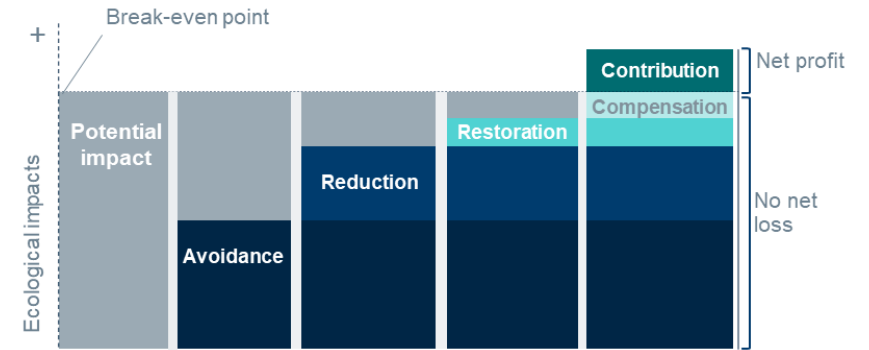 Break-even point
+
Net profit
Contribution
Compensation
Potential
impact
Restoration
Reduction
No net
loss
Avoidance
Ecological impacts